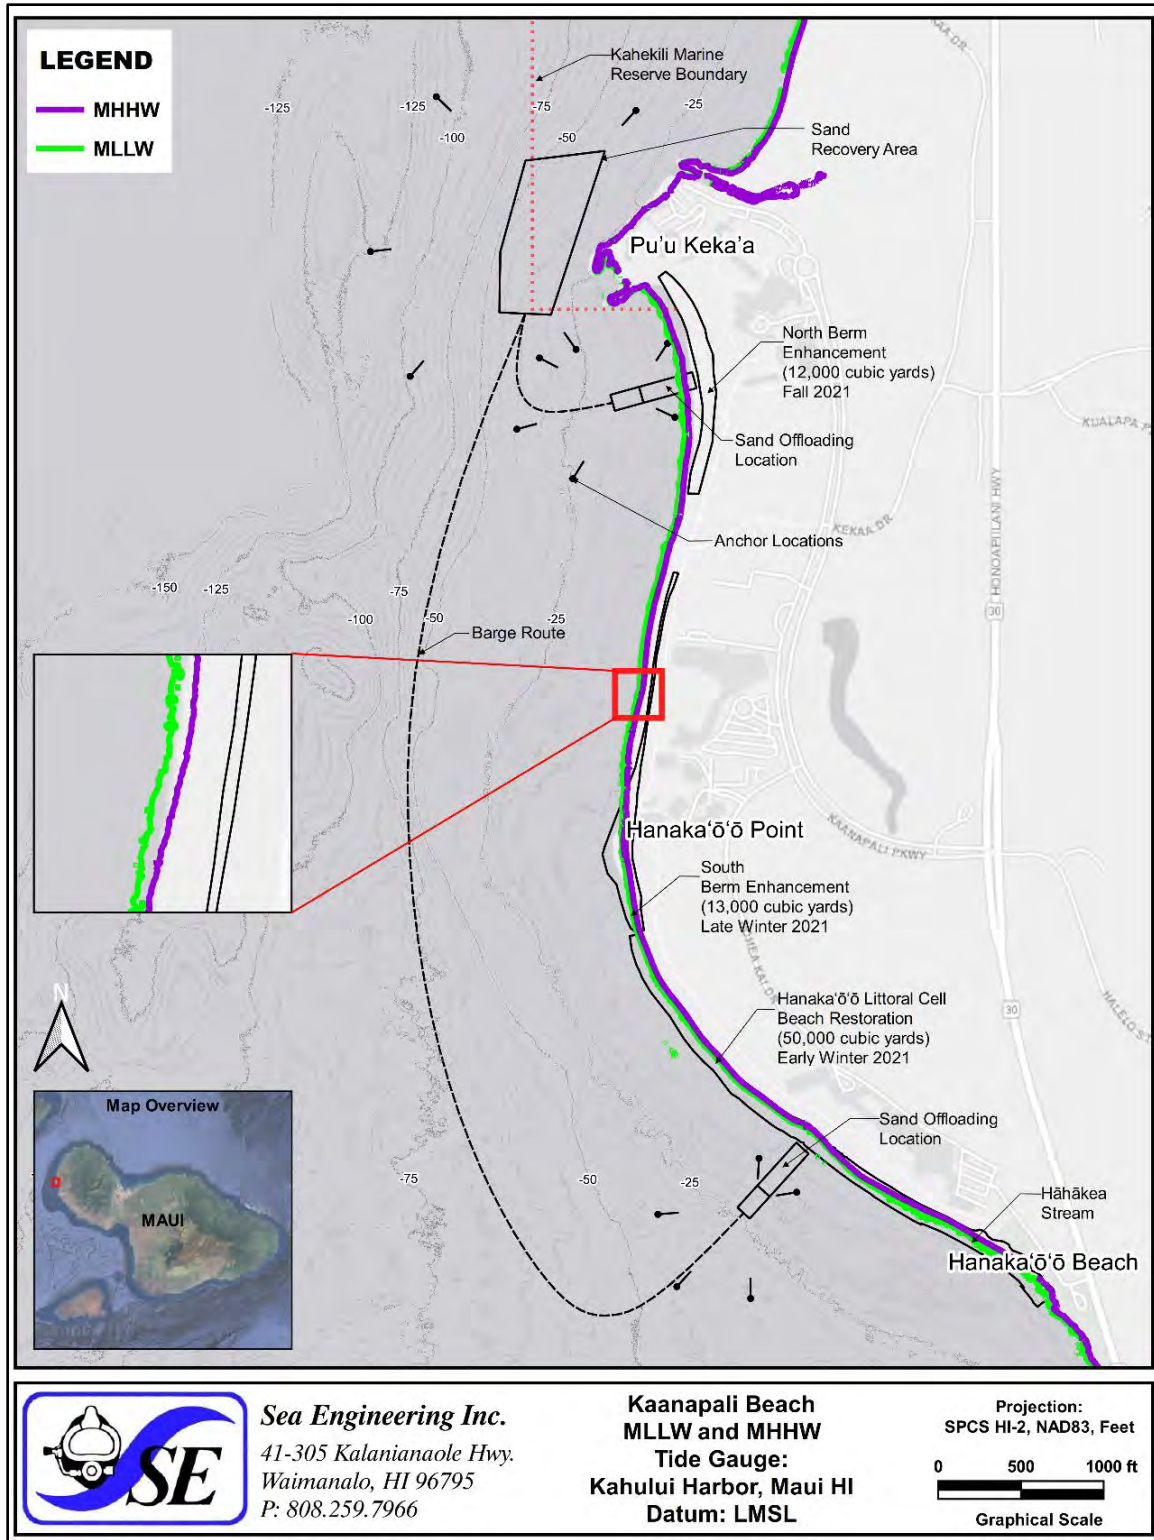 LEGEND
MHHW
MLLW
Kahekili Marine
Reserve Boundary
-125
-125
-100
-75
-50
-25
Sand
Recovery Area
Pu'u Keka'a
North Berm
Enhancement
(12,000 cubic yards)
Fall 2021
Sand Offloading
Location
KEKAA DR
HONOAPIILANI HWY
30
Anchor Locations
-150
-125
-75
-100
-50
-25
Barge Route
Hanaka'ō'ō Point
KAANAPALI PKWY
South
Berm Enhancement
(13,000 cubic yards)
Late Winter 2021
Hanaka'ō'ō Littoral Cell
Beach Restoration
(50,000 cubic yards)
Early Winter 2021
30
N
Map Overview
MAUI
Sand Offloading
Location
-75
-50
-25
Hāhākea
Stream
Hanaka'ō'ō Beach
SE
Sea Engineering Inc.
41-305 Kalanianaole Hwy.
Waimanalo, HI 96795
P: 808.259.7966
Kaanapali Beach
MLLW and MHHW
Tide Gauge:
Kahului Harbor, Maui HI
Datum: LMSL
Projection:
SPCS HI-2, NAD83, Feet
0 500 1000 ft
Graphical Scale